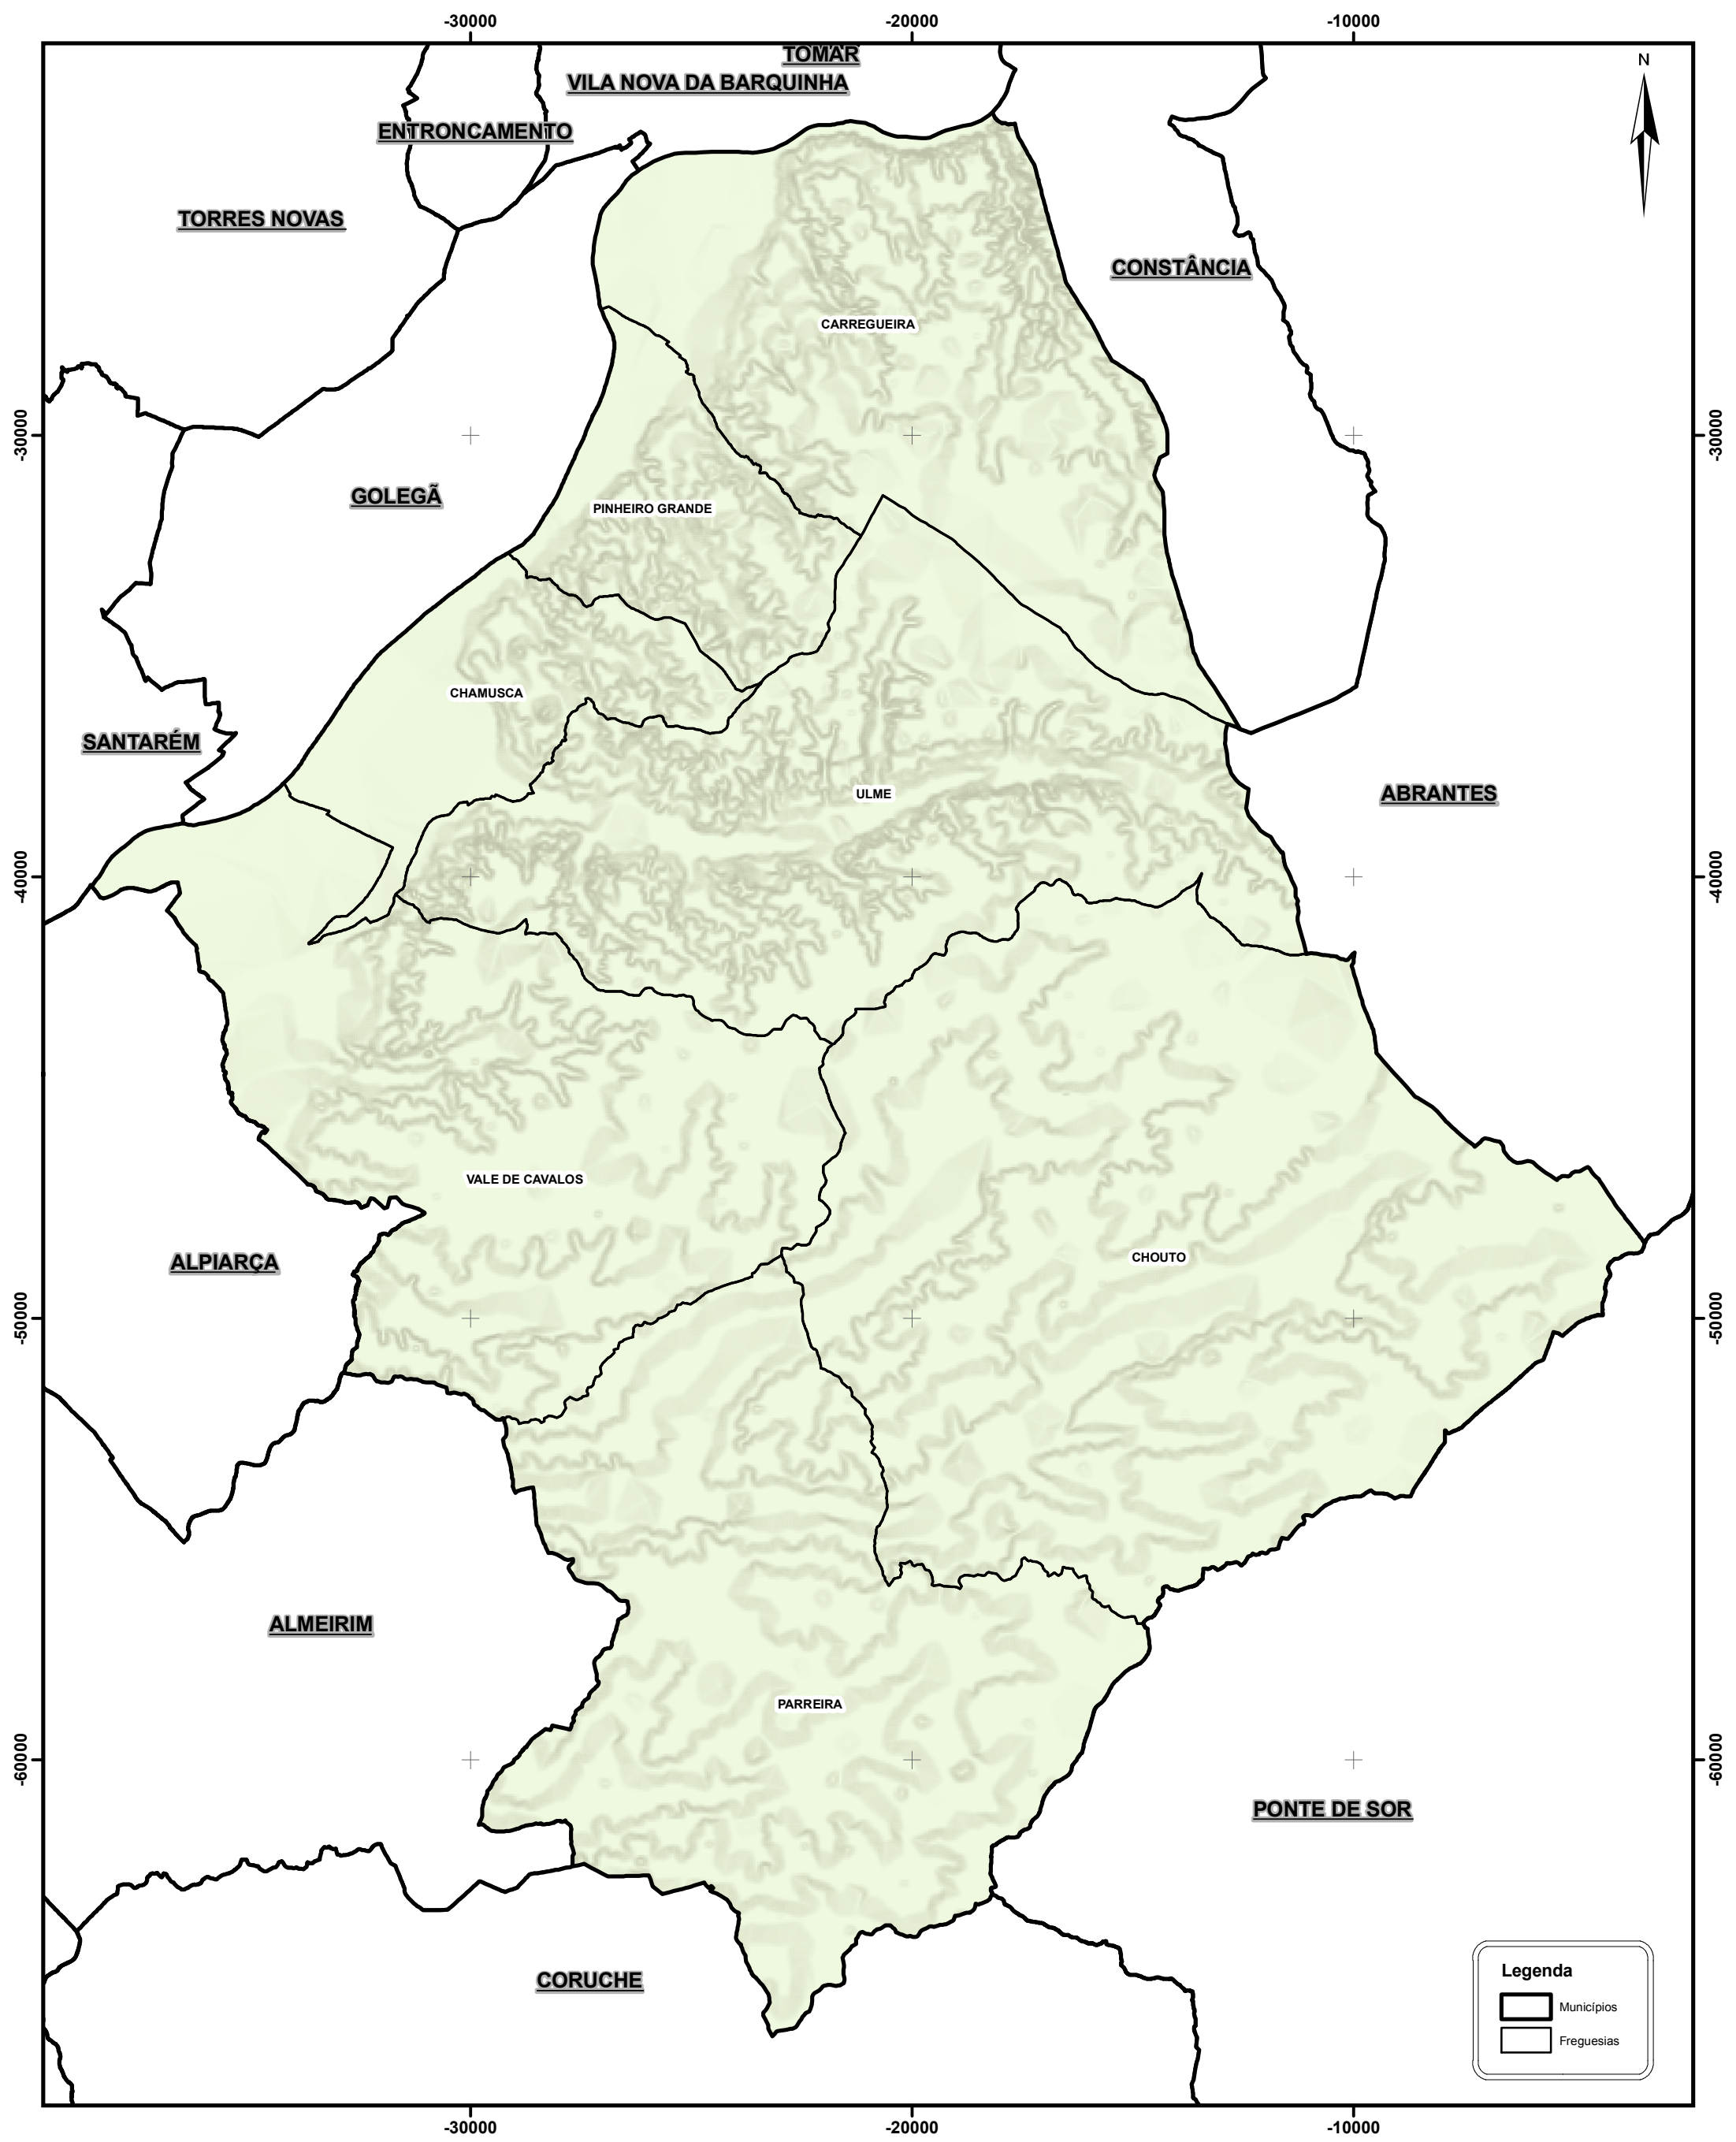 -30000
-20000
-10000
TOMAR
VILA NOVA DA BARQUINHA
N
ENTRONCAMENTO
TORRES NOVAS
CONSTÂNCIA
CARREGUEIRA
-30000
-30000
GOLEGÃ
PINHEIRO GRANDE
CHAMUSCA
SANTARÉM
ULME
ABRANTES
-40000
-40000
VALE DE CAVALOS
CHOUTO
ALPIARÇA
-50000
-50000
ALMEIRIM
PARREIRA
-60000
-60000
PONTE DE SOR
CORUCHE
Legenda
Municípios
Freguesias
-30000
-20000
-10000